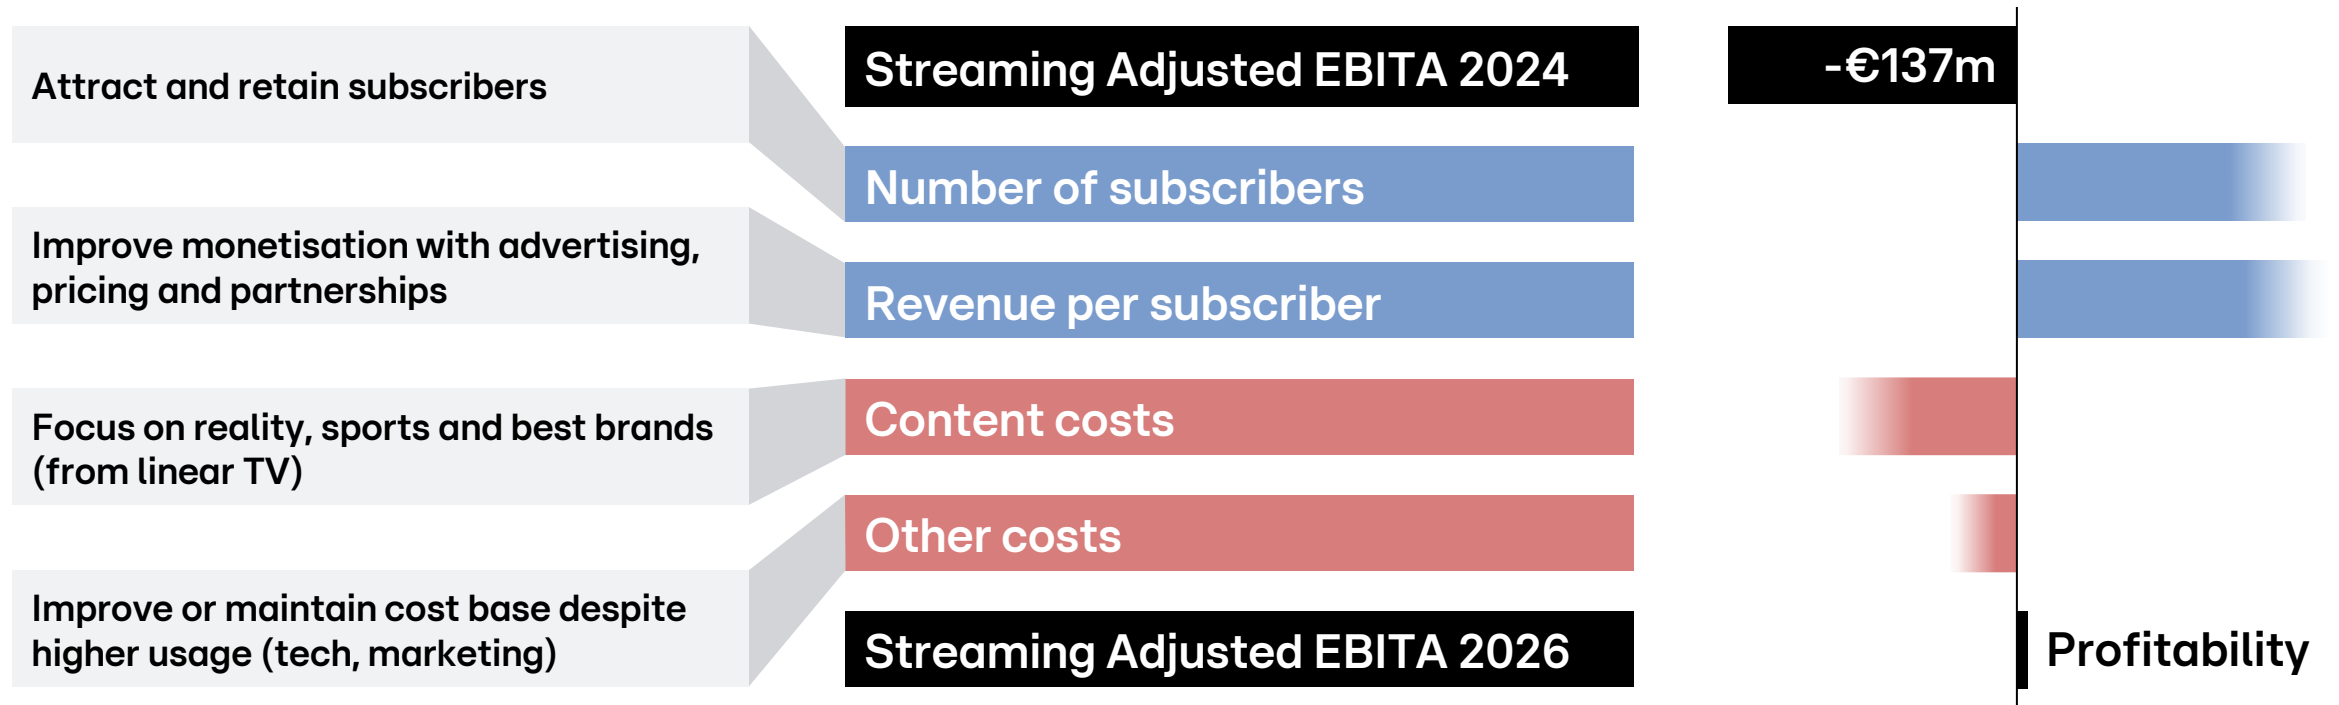 Attract and retain subscribers
Improve monetisation with advertising,
pricing and partnerships
Focus on reality, sports and best brands
(from linear TV)
Improve or maintain cost base despite
higher usage (tech, marketing)
Streaming Adjusted EBITA 2024
Number of subscribers
Revenue per subscriber
Content costs
Other costs
Streaming Adjusted EBITA 2026
-€137m
Profitability